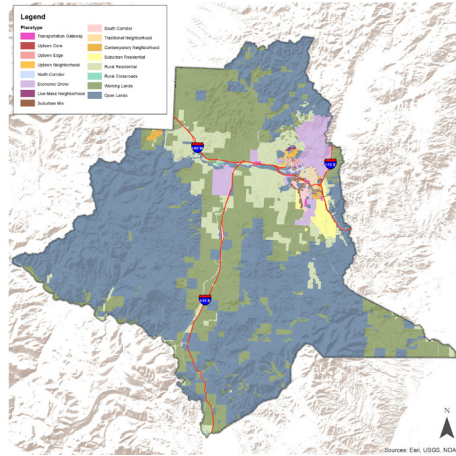 Legend
Placetype
Transportation Gateway
Uptown Core
Uptown Edge
Uptown Neighborhood
North Corridor
Economic Driver
Live-Make Neighborhood
Suburban Mix
South Corridor
Traditional Neighborhood
Contemporary Neighborhood
Suburban Residential
Rural Residential
Rural Crossroads
Working Lands
Open Lands
N
Sources: Esri, USGS, NOA